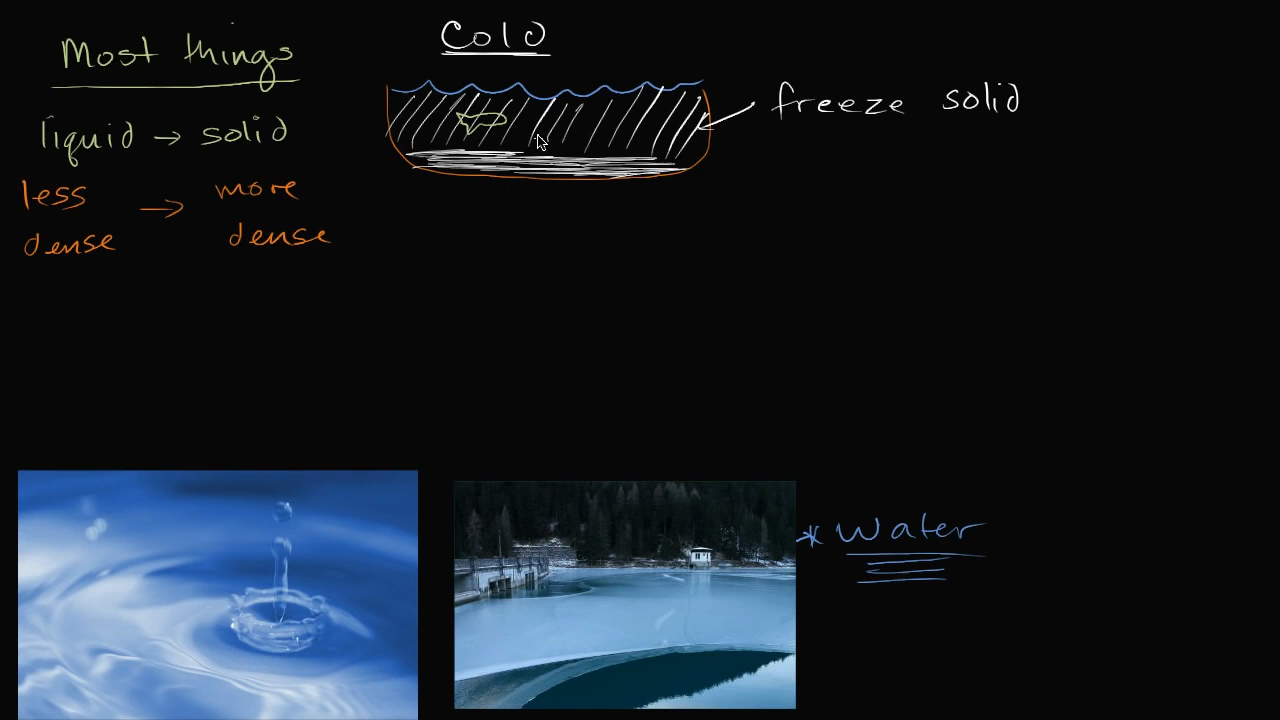 Most things
liquid → solid
less → more
dense dense
Cold
freeze solid
* Water